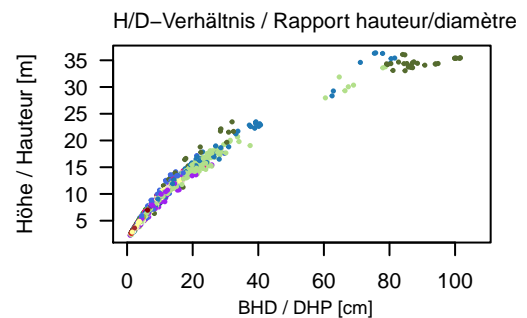 H/D−Verhältnis / Rapport hauteur/diamètre
Höhe / Hauteur [m]
35
30
25
20
15
10
5
0 20 40 60 80 100
BHD / DHP [cm]